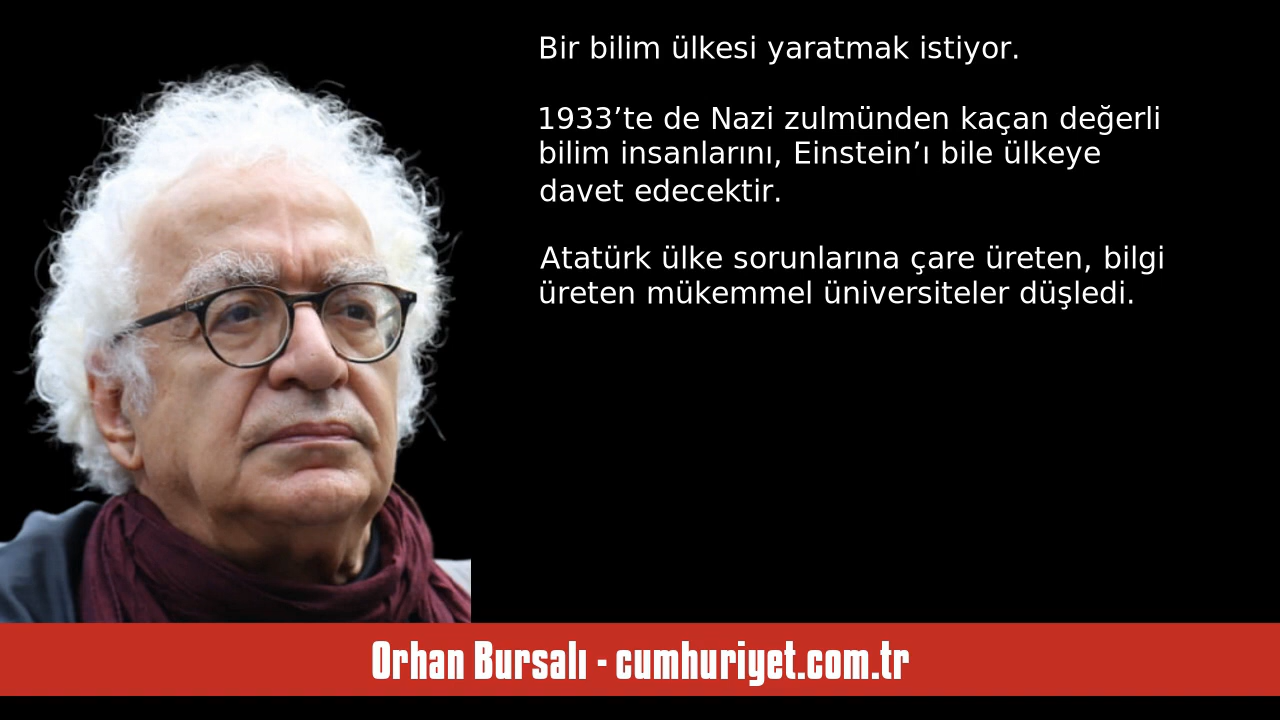 Bir bilim ülkesi yaratmak istiyor.
1933’te de Nazi zulmünden kaçan değerli
bilim insanlarını, Einstein’ı bile ülkeye
davet edecektir.
Atatürk ülke sorunlarına çare üreten, bilgi
üreten mükemmel üniversiteler düşledi.
Orhan Bursalı - cumhuriyet.com.tr